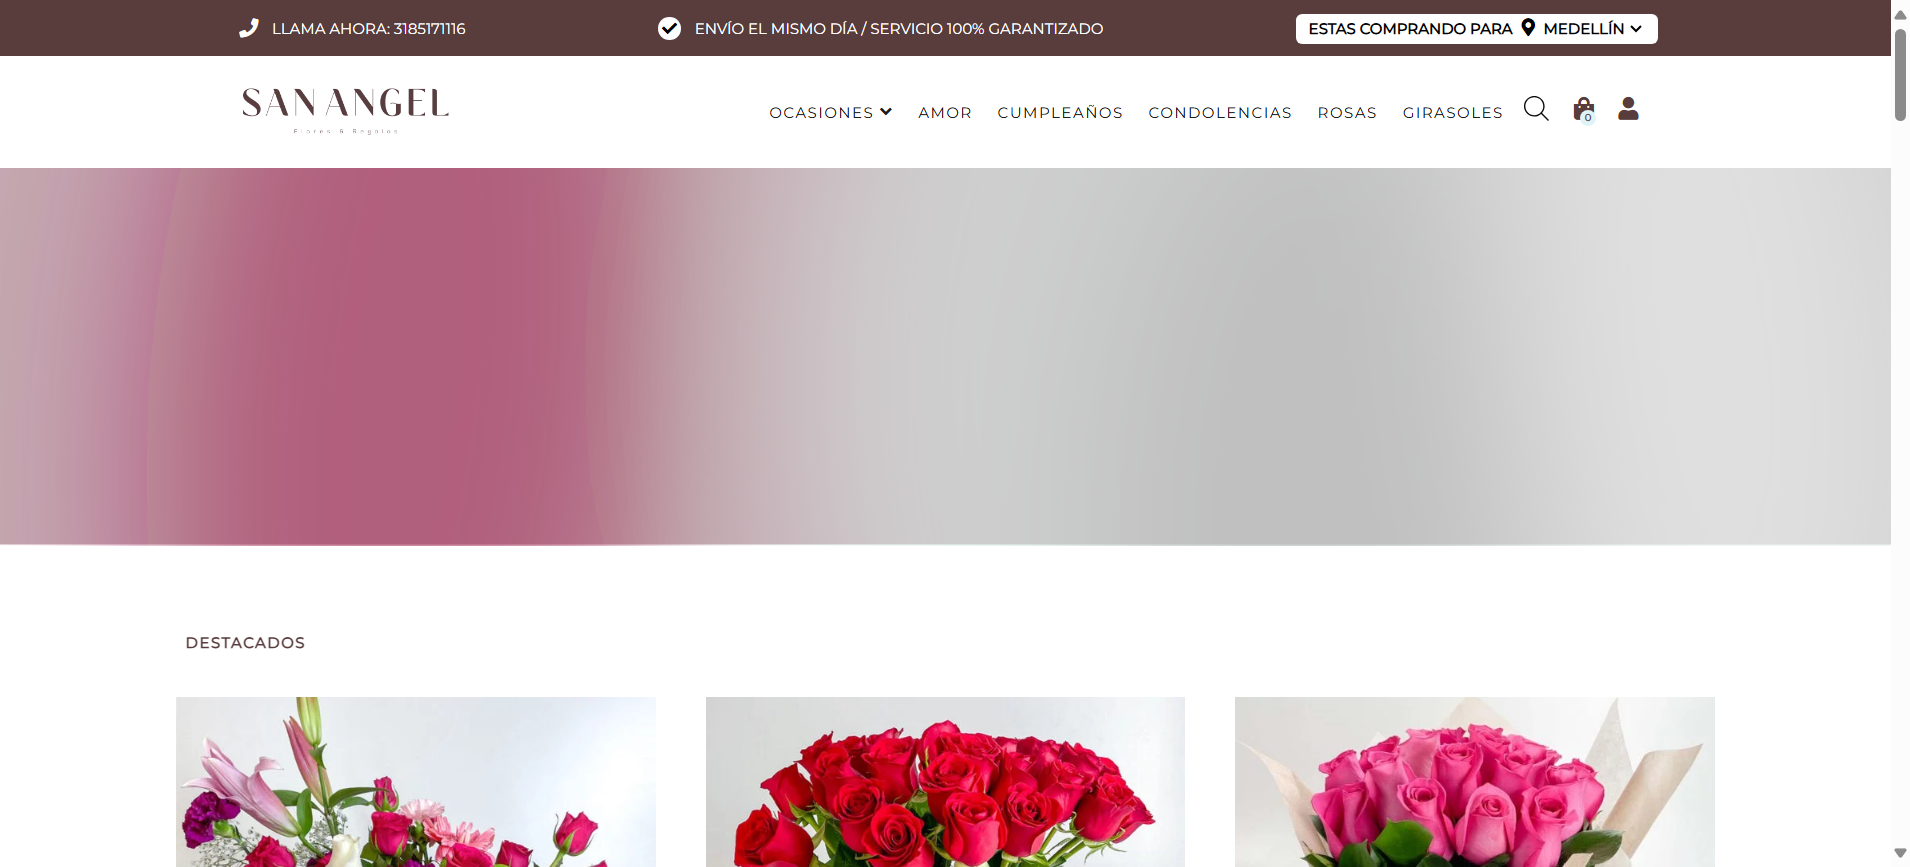 LLAMA AHORA: 3185171116
ENVÍO EL MISMO DÍA / SERVICIO 100% GARANTIZADO
ESTAS COMPRANDO PARA MEDELLÍN
SAN ANGEL
Flores & Regalos
OCASIONES
AMOR
CUMPLEAÑOS
CONDOLENCIAS
ROSAS
GIRASOLES
0
DESTACADOS